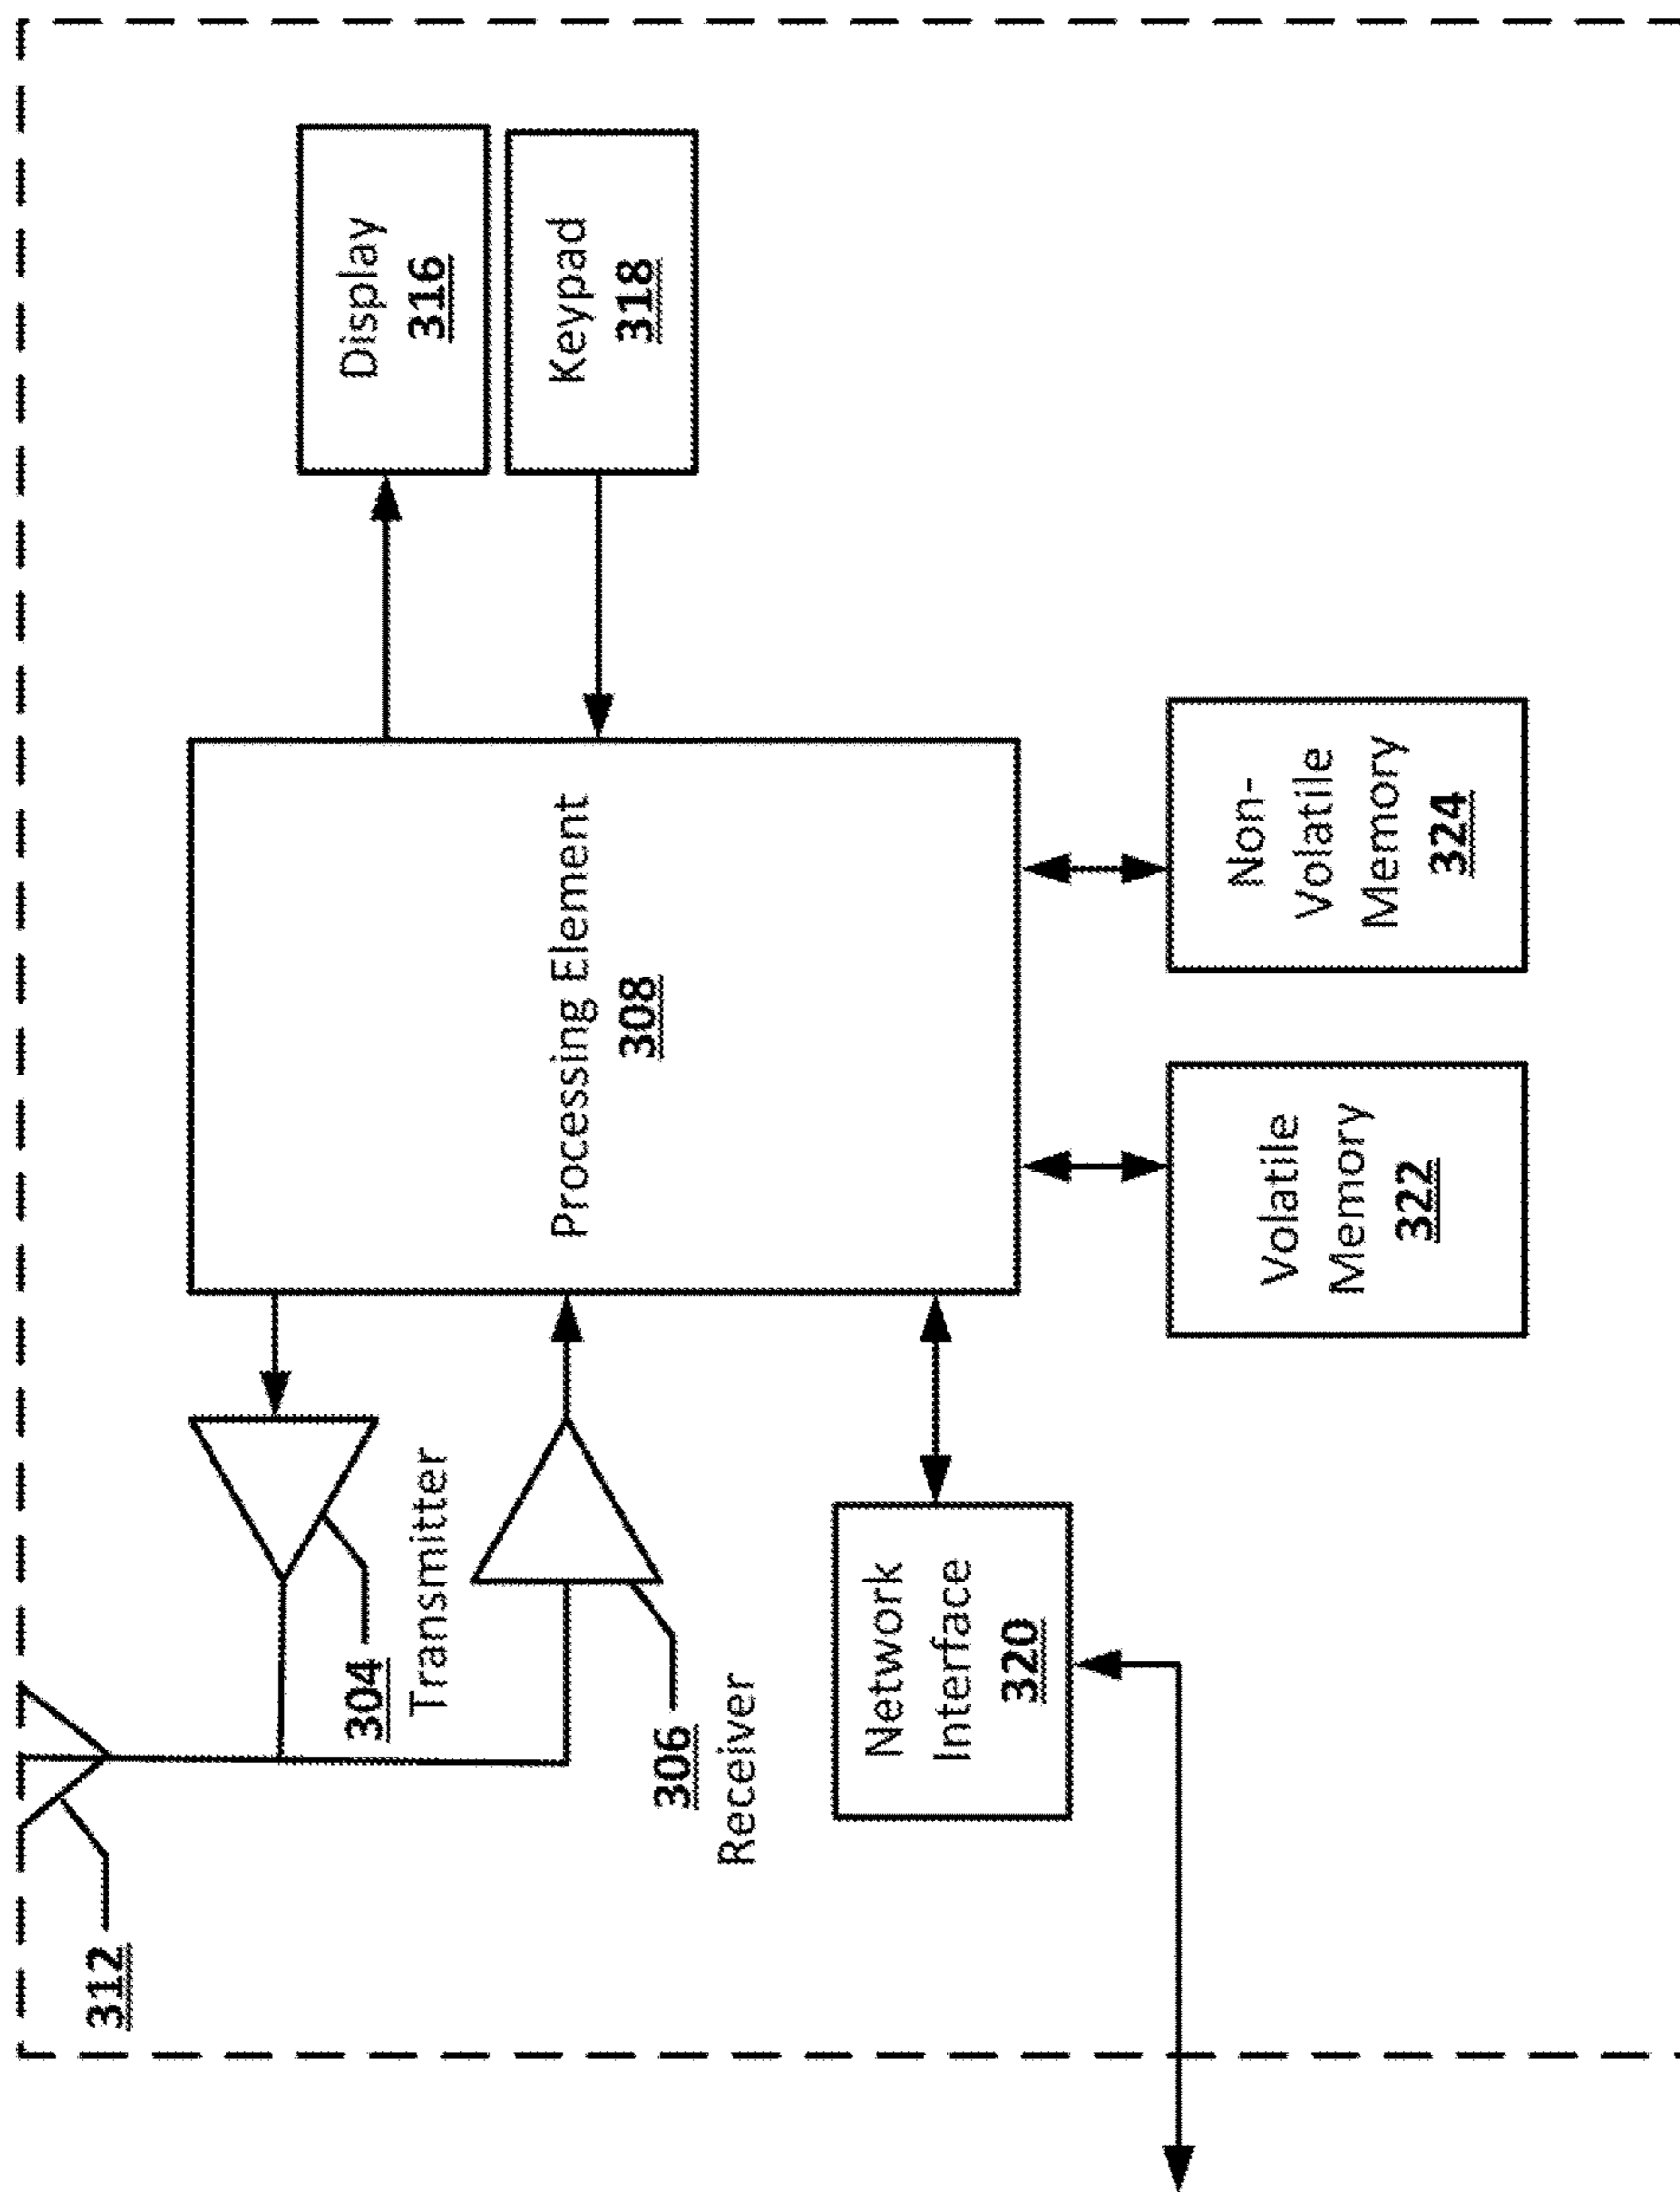 312
304
Transmitter
306
Receiver
Network
Interface
320
Processing Element
308
Volatile
Memory
322
Non-
Volatile
Memory
324
Display
316
Keypad
318